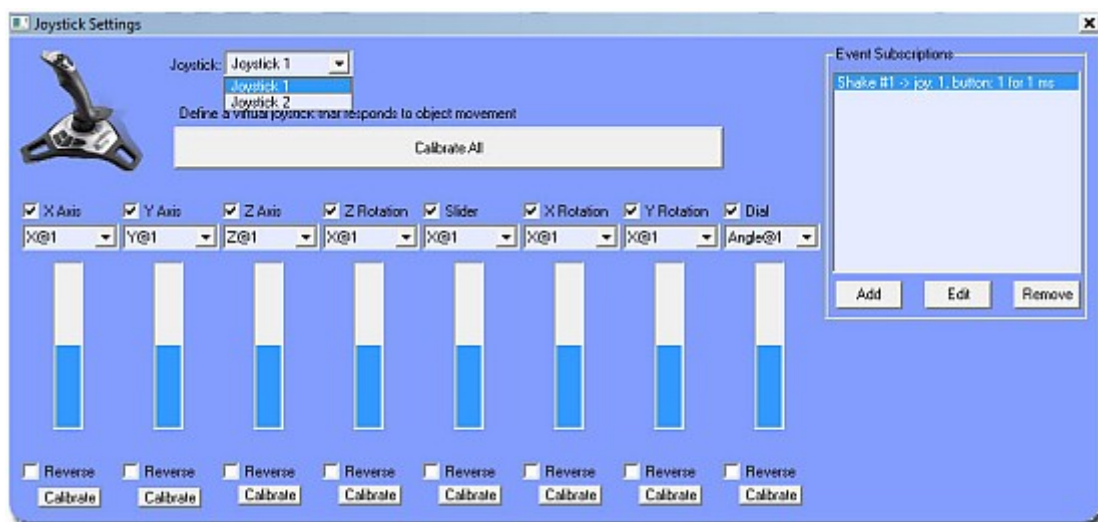 Joystick Settings
Joystick: Joystick 1
Joystick 1
Joystick 2
Define a virtual joystick that responds to object movement
Calibrate All
X Axis Y Axis Z Axis Z Rotation Slider X Rotation Y Rotation Dial
X@1 Y@1 Z@1 X@1 X@1 X@1 X@1 Angle@1
Reverse Reverse Reverse Reverse Reverse Reverse Reverse Reverse
Calibrate Calibrate Calibrate Calibrate Calibrate Calibrate Calibrate Calibrate
Event Subscriptions
Shake #1 -> joy: 1, button: 1 for 1 ms
Add Edit Remove